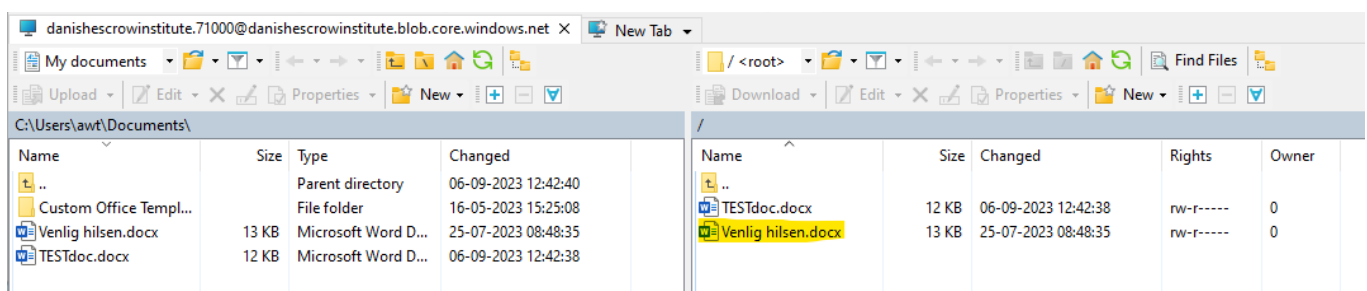 danishescrowinstitute.71000@danishescrowinstitute.blob.core.windows.net × New Tab
My documents / <root> Find Files
Upload Edit Properties New Download Edit Properties New
C:\Users\awt\Documents\ /
Name Size Type Changed Name Size Changed Rights Owner
.. Parent directory 06-09-2023 12:42:40 ..
Custom Office Templ... File folder 16-05-2023 15:25:08 TESTdoc.docx 12 KB 06-09-2023 12:42:38 rw-r----- 0
Venlig hilsen.docx 13 KB Microsoft Word D... 25-07-2023 08:48:35 Venlig hilsen.docx 13 KB 25-07-2023 08:48:35 rw-r----- 0
TESTdoc.docx 12 KB Microsoft Word D... 06-09-2023 12:42:38